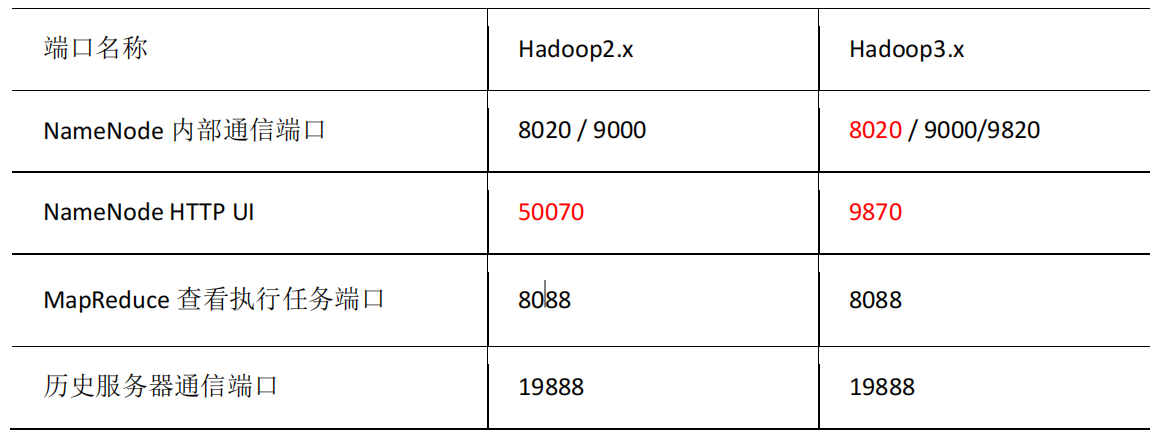 端口名称 Hadoop2.x Hadoop3.x
NameNode 内部通信端口 8020 / 9000 8020 / 9000/9820
NameNode HTTP UI 50070 9870
MapReduce 查看执行任务端口 8088 8088
历史服务器通信端口 19888 19888